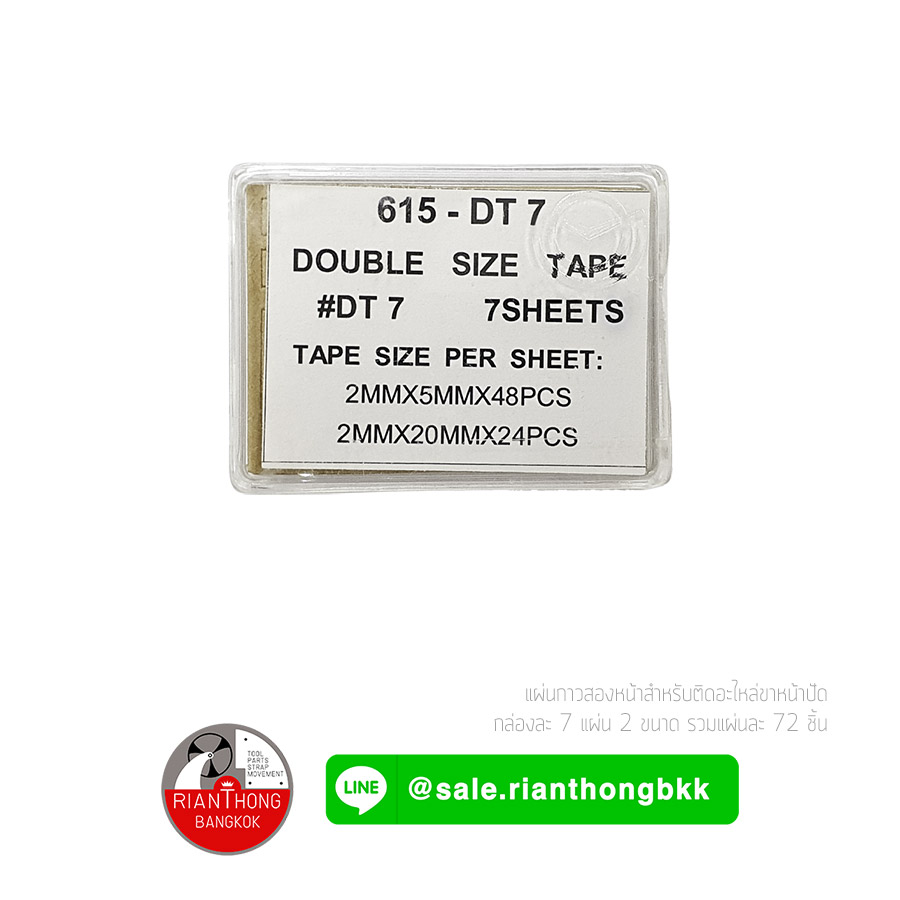 615 - DT 7
DOUBLE SIZE TAPE
#DT 7 7SHEETS
TAPE SIZE PER SHEET:
2MMX5MMX48PCS
2MMX20MMX24PCS
แผ่นกาวสองหน้าสำหรับติดอะไหล่ขาหน้าปัด
กล่องละ 7 แผ่น 2 ขนาด รวมแผ่นละ 72 ชิ้น
TOOL
PARTS
STRAP
MOVEMENT
RIANTHONG
BANGKOK
LINE
@sale.rianthongbkk